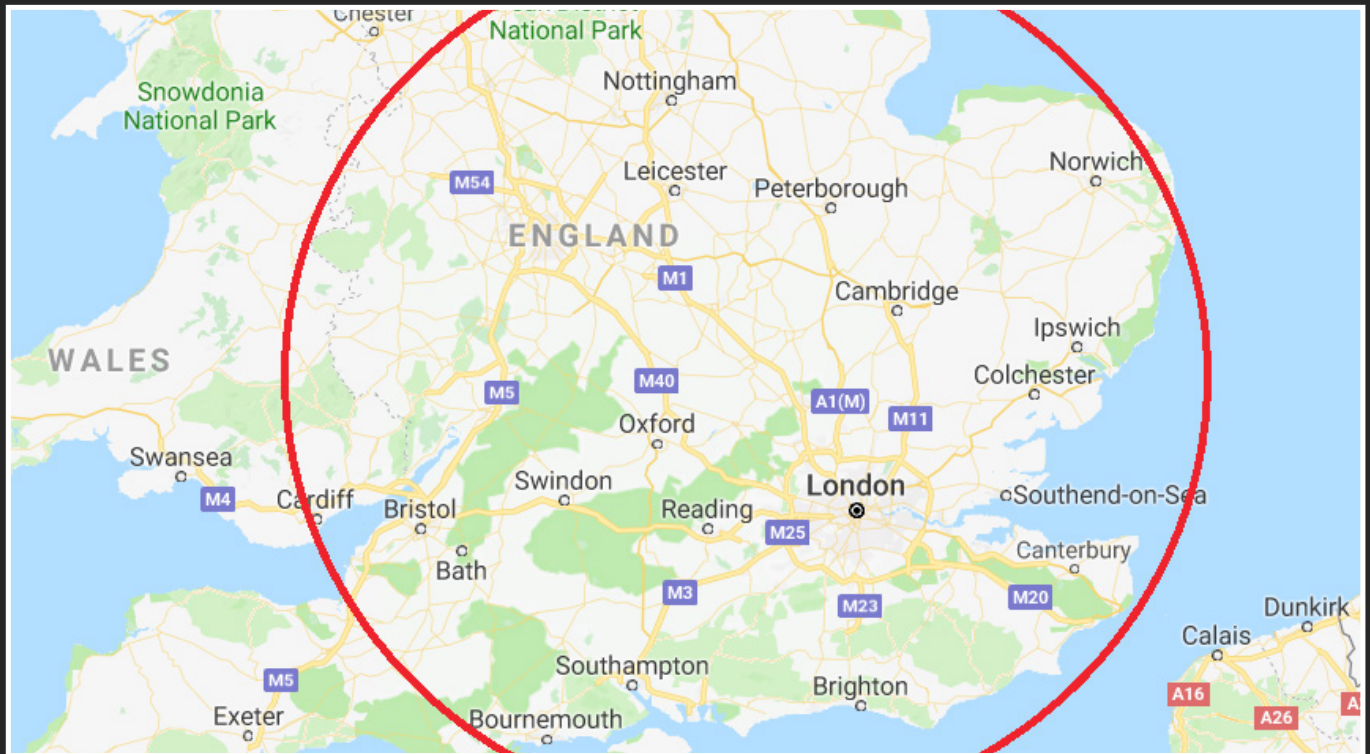 Chester
National Park
Nottingham
Snowdonia
National Park
Norwich
Leicester
M54
Peterborough
ENGLAND
M1
Cambridge
Ipswich
WALES
Colchester
M40
M5
A1(M)
M11
Oxford
Swansea
Swindon
London
M4
Cardiff
Bristol
Reading
Southend-on-Sea
M25
Bath
Canterbury
M3
M23
M20
Dunkirk
Calais
Southampton
M5
Brighton
A16
Exeter
Bournemouth
A26